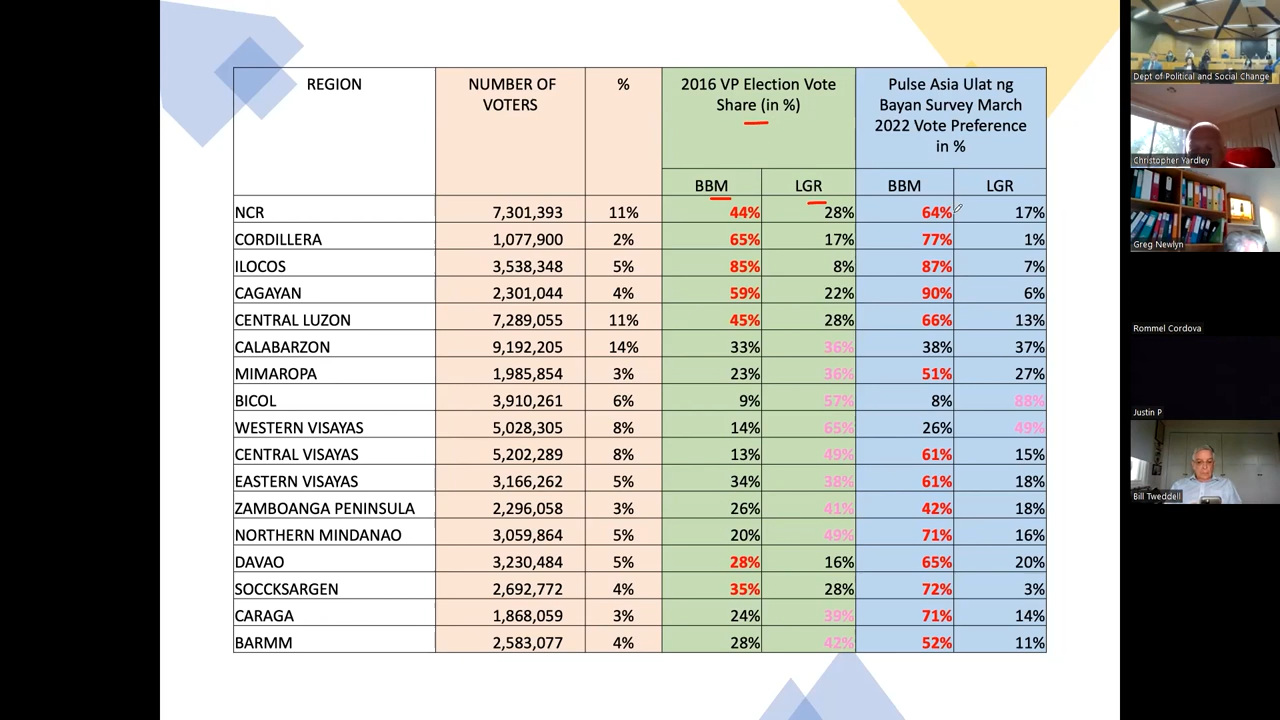 REGION NUMBER OF VOTERS % 2016 VP Election Vote Share (in %) Pulse Asia Ulat ng Bayan Survey March 2022 Vote Preference in %
BBM LGR BBM LGR
NCR 7,301,393 11% 44% 28% 64% 17%
CORDILLERA 1,077,900 2% 65% 17% 77% 1%
ILOCOS 3,538,348 5% 85% 8% 87% 7%
CAGAYAN 2,301,044 4% 59% 22% 90% 6%
CENTRAL LUZON 7,289,055 11% 45% 28% 66% 13%
CALABARZON 9,192,205 14% 33% 36% 38% 37%
MIMAROPA 1,985,854 3% 23% 36% 51% 27%
BICOL 3,910,261 6% 9% 57% 8% 88%
WESTERN VISAYAS 5,028,305 8% 14% 65% 26% 49%
CENTRAL VISAYAS 5,202,289 8% 13% 49% 61% 15%
EASTERN VISAYAS 3,166,262 5% 34% 38% 61% 18%
ZAMBOANGA PENINSULA 2,296,058 3% 26% 41% 42% 18%
NORTHERN MINDANAO 3,059,864 5% 20% 49% 71% 16%
DAVAO 3,230,484 5% 28% 16% 65% 20%
SOCCKSARGEN 2,692,772 4% 35% 28% 72% 3%
CARAGA 1,868,059 3% 24% 39% 71% 14%
BARMM 2,583,077 4% 28% 42% 52% 11%
Dept of Political and Social Change
Christopher Yardley
Greg Newlyn
Rommel Cordova
Justin P
Bill Tweddell